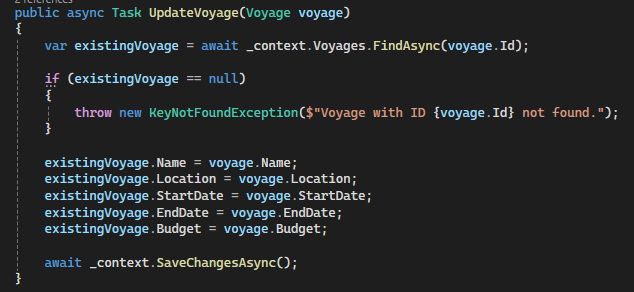 2 references
public async Task UpdateVoyage(Voyage voyage)
{
    var existingVoyage = await _context.Voyages.FindAsync(voyage.Id);

    if (existingVoyage == null)
    {
        throw new KeyNotFoundException($"Voyage with ID {voyage.Id} not found.");
    }

    existingVoyage.Name = voyage.Name;
    existingVoyage.Location = voyage.Location;
    existingVoyage.StartDate = voyage.StartDate;
    existingVoyage.EndDate = voyage.EndDate;
    existingVoyage.Budget = voyage.Budget;

    await _context.SaveChangesAsync();
}